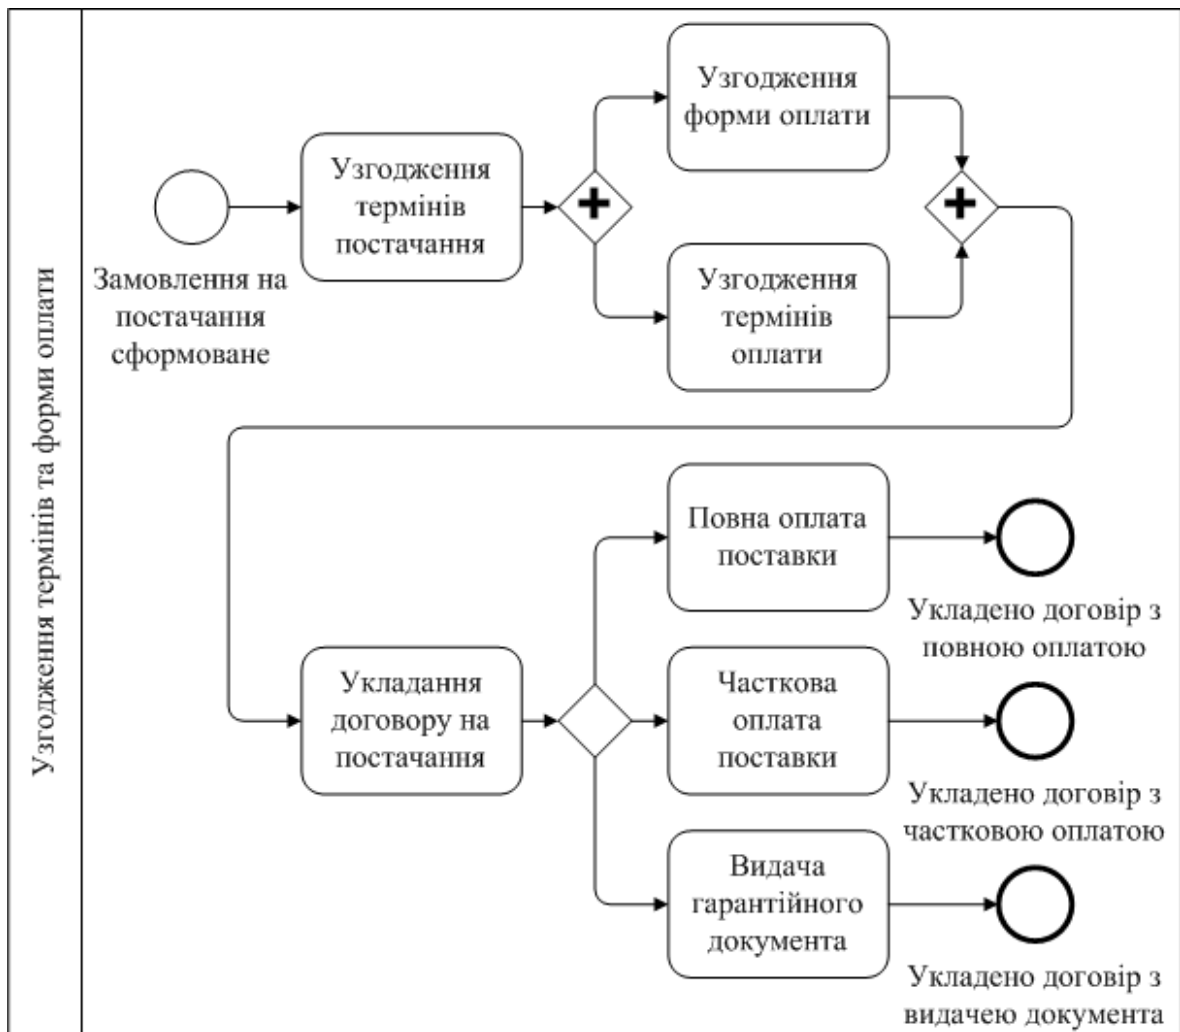 Узгодження термінів та форми оплати
Замовлення на
постачання
сформоване
Узгодження
термінів
постачання
Узгодження
форми оплати
Узгодження
термінів
оплати
Укладання
договору на
постачання
Повна оплата
поставки
Укладено договір з
повною оплатою
Часткова
оплата
поставки
Укладено договір з
частковою оплатою
Видача
гарантійного
документа
Укладено договір з
видачею документа